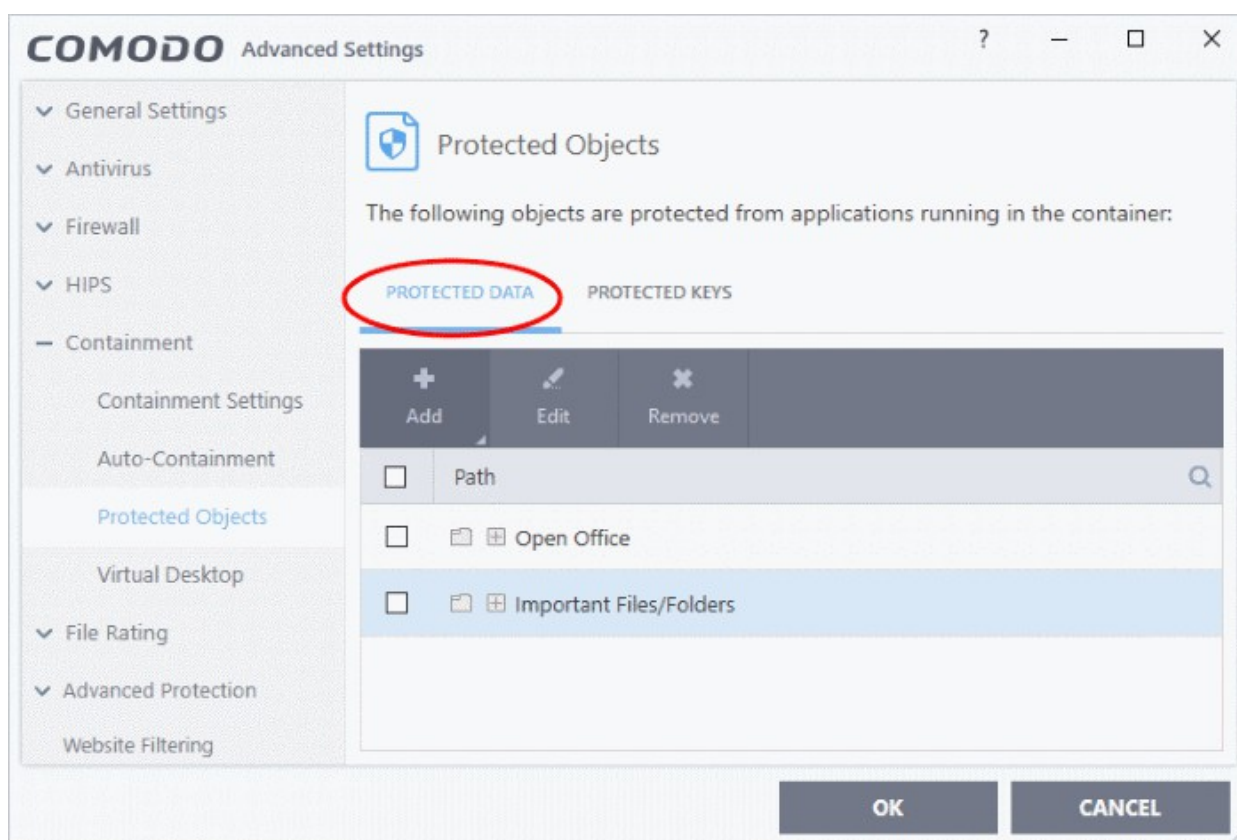 COMODO Advanced Settings ?
General Settings
Antivirus
Firewall
HIPS
Containment
Containment Settings
Auto-Containment
Protected Objects
Virtual Desktop
File Rating
Advanced Protection
Website Filtering
Protected Objects
The following objects are protected from applications running in the container:
PROTECTED DATA PROTECTED KEYS
Add Edit Remove
Path
Open Office
Important Files/Folders
OK CANCEL